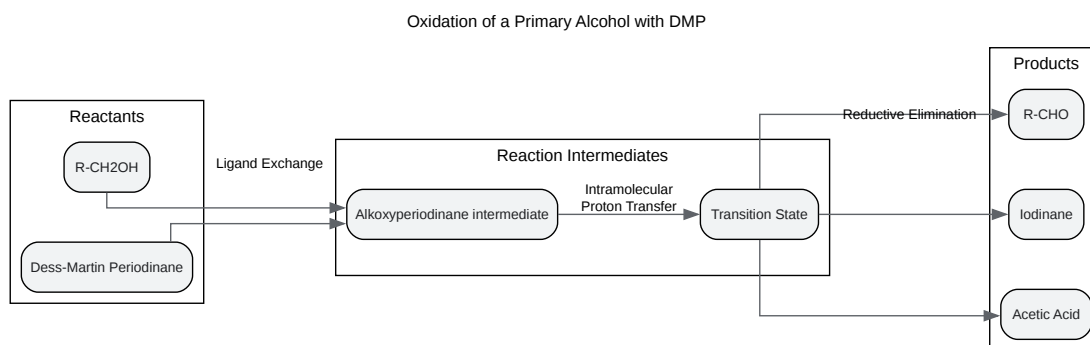 Oxidation of a Primary Alcohol with DMP
Reactants
R-CH2OH
Dess-Martin Periodinane
Ligand Exchange
Reaction Intermediates
Alkoxyperiodinane intermediate
Intramolecular
Proton Transfer
Transition State
Reductive Elimination
Products
R-CHO
Iodinane
Acetic Acid